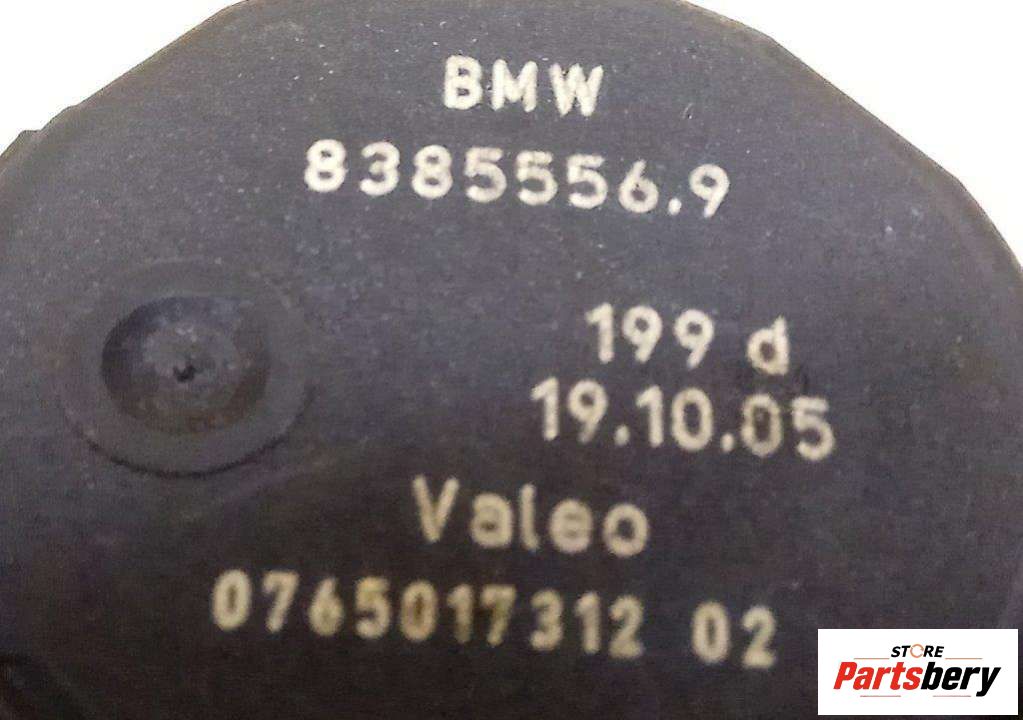 BMW
8385556.9
199 d
19.10.05
Valeo
0765017312 02
STORE
Partsbery